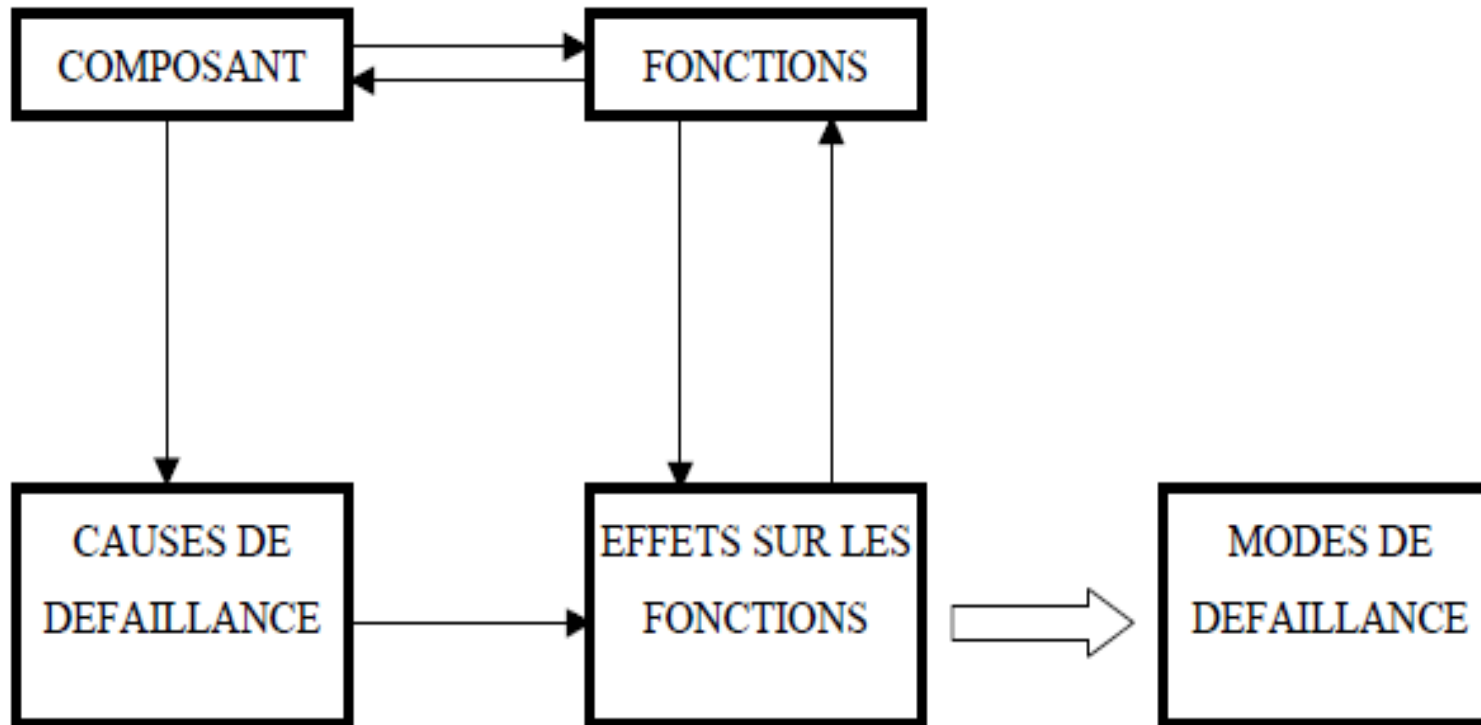 COMPOSANT
FONCTIONS
CAUSES DE
DEFAILLANCE
EFFETS SUR LES
FONCTIONS
MODES DE
DEFAILLANCE